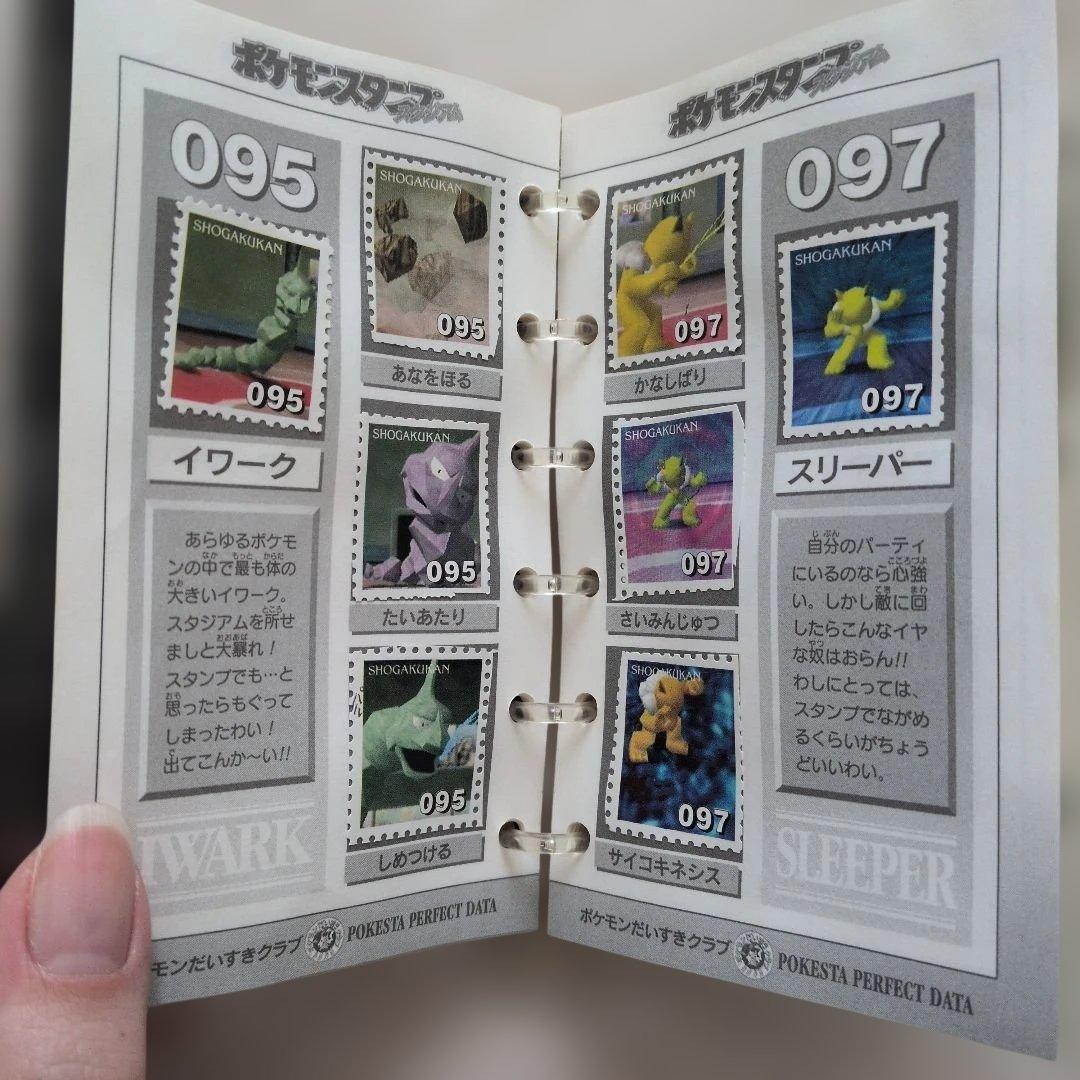 ポケモンスタンプ
スタジアム
095
SHOGAKUKAN
095
イワーク
あらゆるポケモ
ンの中で最も体の
大きいイワーク。
スタジアムを所せ
ましと大暴れ！
スタンプでも…と
思ったらもぐって
しまったわい！
出てこんか〜い!!
IWARK
SHOGAKUKAN
095
あなをほる
SHOGAKUKAN
095
たいあたり
SHOGAKUKAN
095
しめつける
モンだいすきクラブ POKESTA PERFECT DATA
ポケモンスタンプ
スタジアム
SHOGAKUKAN
097
かなしばり
SHOGAKUKAN
097
さいみんじゅつ
SHOGAKUKAN
097
サイコキネシス
097
SHOGAKUKAN
097
スリーパー
自分のパーティ
にいるのなら心強
い。しかし敵に回
したらこんなイヤ
な奴はおらん!!
わしにとっては、
スタンプでながめ
るくらいがちょう
どいいわい。
SLEEPER
ポケモンだいすきクラブ POKESTA PERFECT DATA